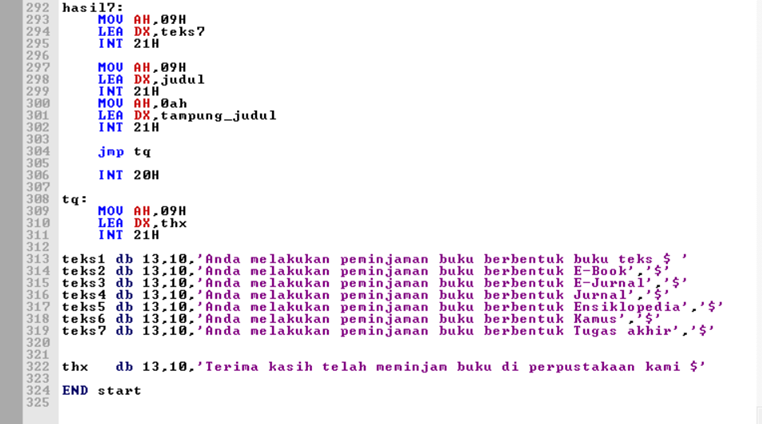 292 hasil7:
293 MOV AH,09H
294 LEA DX,teks7
295 INT 21H
296
297 MOV AH,09H
298 LEA DX,judul
299 INT 21H
300 MOV AH,0ah
301 LEA DX,tampung_judul
302 INT 21H
303
304 jmp tq
305
306 INT 20H
307
308 tq:
309 MOV AH,09H
310 LEA DX,thx
311 INT 21H
312
313 teks1 db 13,10,'Anda melakukan peminjaman buku berbentuk buku teks $ '
314 teks2 db 13,10,'Anda melakukan peminjaman buku berbentuk E-Book','$'
315 teks3 db 13,10,'Anda melakukan peminjaman buku berbentuk E-Jurnal','$'
316 teks4 db 13,10,'Anda melakukan peminjaman buku berbentuk Jurnal','$'
317 teks5 db 13,10,'Anda melakukan peminjaman buku berbentuk Ensiklopedia','$'
318 teks6 db 13,10,'Anda melakukan peminjaman buku berbentuk Kamus','$'
319 teks7 db 13,10,'Anda melakukan peminjaman buku berbentuk Tugas akhir','$'
320
321
322 thx db 13,10,'Terima kasih telah meminjam buku di perpustakaan kami $'
323
324 END start
325